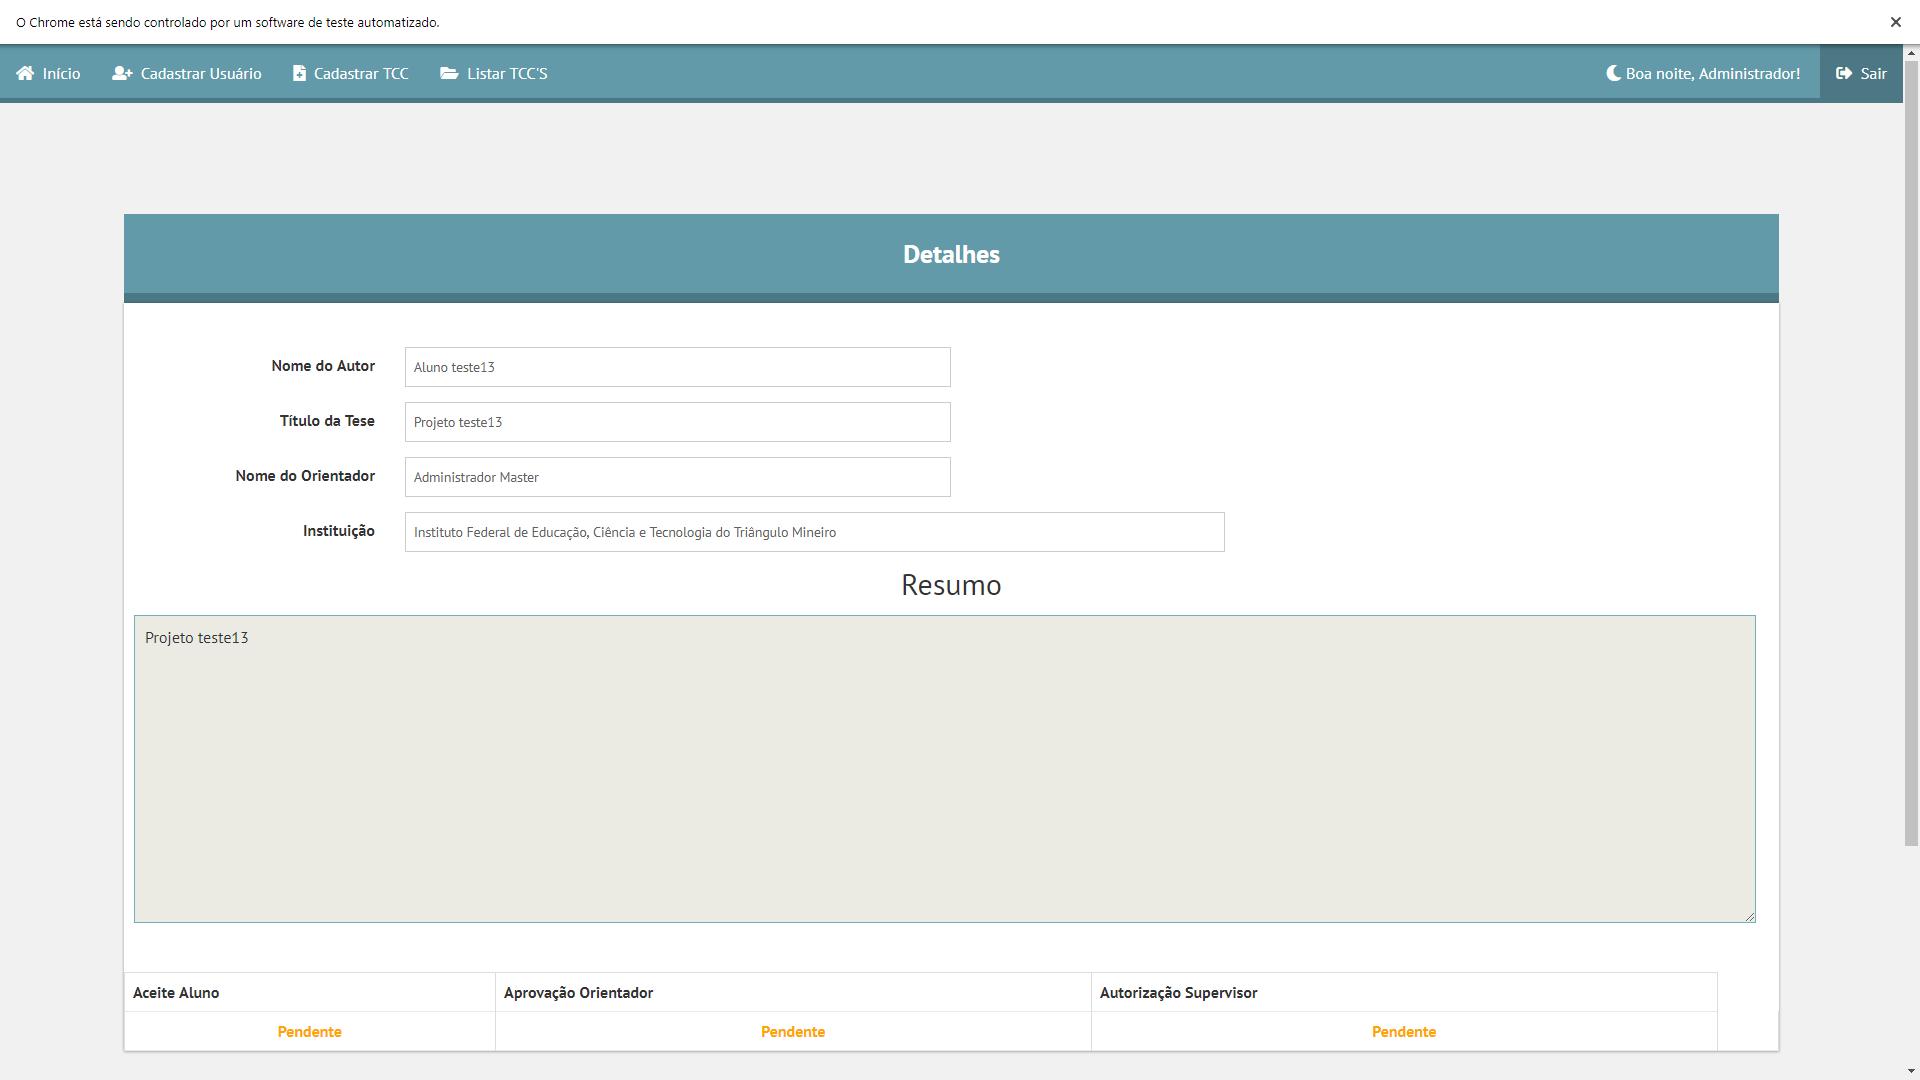 O Chrome está sendo controlado por um software de teste automatizado.
Início Cadastrar Usuário Cadastrar TCC Listar TCC'S Boa noite, Administrador! Sair
Detalhes
Nome do Autor Aluno teste13
Título da Tese Projeto teste13
Nome do Orientador Administrador Master
Instituição Instituto Federal de Educação, Ciência e Tecnologia do Triângulo Mineiro
Resumo
Projeto teste13
Aceite Aluno Aprovação Orientador Autorização Supervisor
Pendente Pendente Pendente